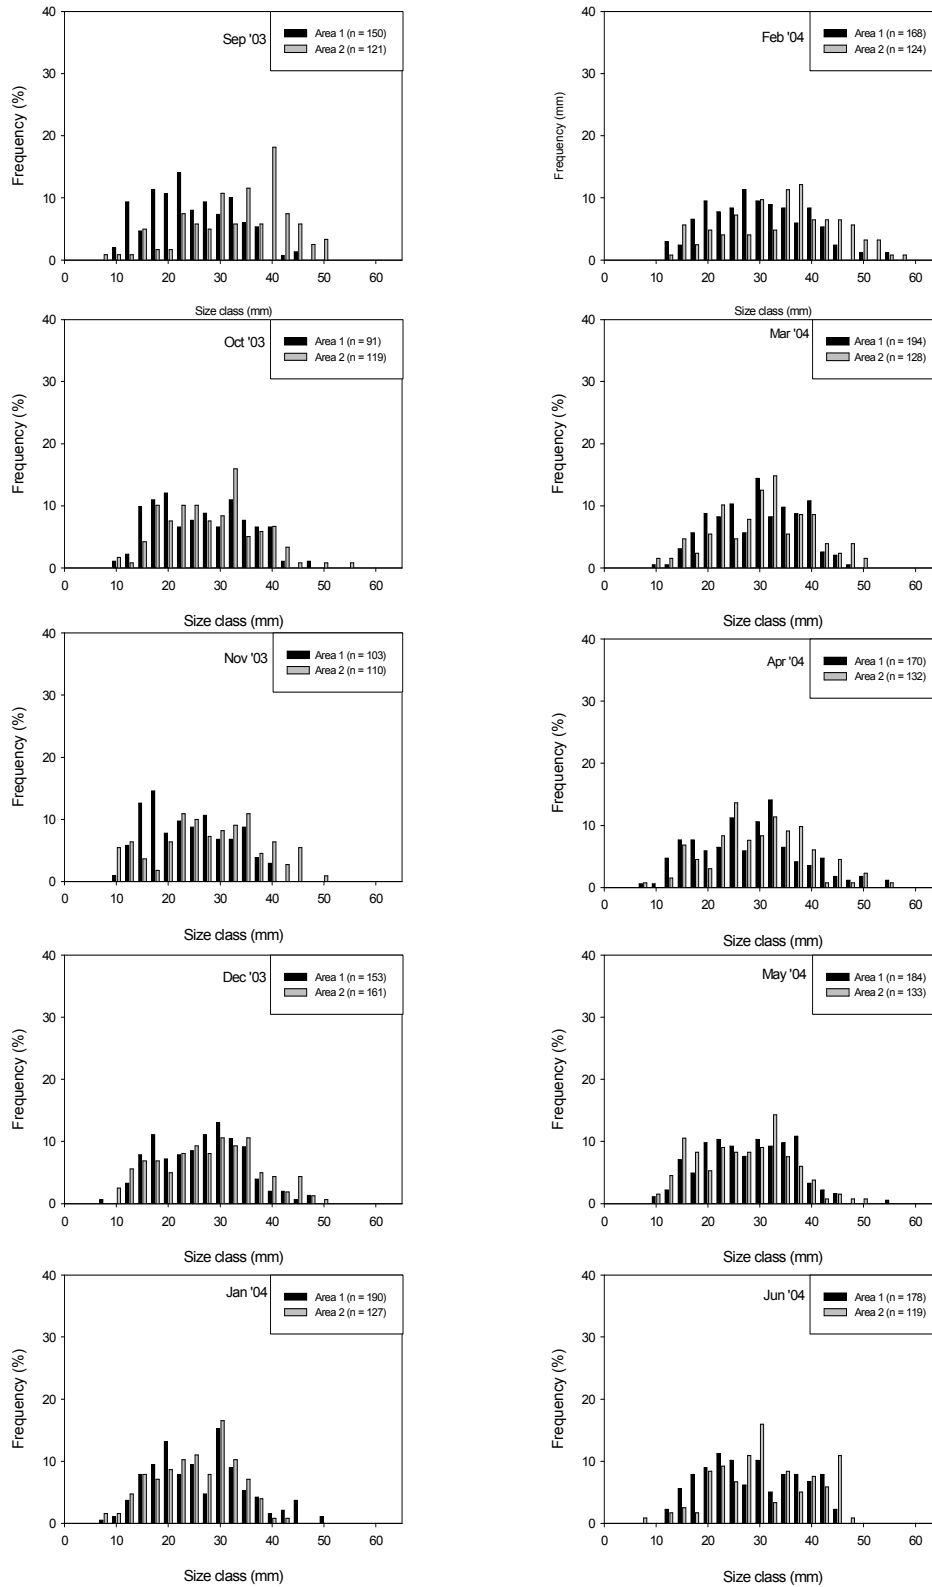 40
30
20
10
0
Frequency (%)
Sep '03
Area 1 (n = 150)
Area 2 (n = 121)
0 10 20 30 40 50 60
Size class (mm)
40
30
20
10
0
Frequency (mm)
Feb '04
Area 1 (n = 168)
Area 2 (n = 124)
0 10 20 30 40 50 60
Size class (mm)
40
30
20
10
0
Frequency (%)
Oct '03
Area 1 (n = 91)
Area 2 (n = 119)
0 10 20 30 40 50 60
Size class (mm)
40
30
20
10
0
Frequency (%)
Mar '04
Area 1 (n = 194)
Area 2 (n = 128)
0 10 20 30 40 50 60
Size class (mm)
40
30
20
10
0
Frequency (%)
Nov '03
Area 1 (n = 103)
Area 2 (n = 110)
0 10 20 30 40 50 60
Size class (mm)
40
30
20
10
0
Frequency (%)
Apr '04
Area 1 (n = 170)
Area 2 (n = 132)
0 10 20 30 40 50 60
Size class (mm)
40
30
20
10
0
Frequency (%)
Dec '03
Area 1 (n = 153)
Area 2 (n = 161)
0 10 20 30 40 50 60
Size class (mm)
40
30
20
10
0
Frequency (%)
May '04
Area 1 (n = 184)
Area 2 (n = 133)
0 10 20 30 40 50 60
Size class (mm)
40
30
20
10
0
Frequency (%)
Jan '04
Area 1 (n = 190)
Area 2 (n = 127)
0 10 20 30 40 50 60
Size class (mm)
40
30
20
10
0
Frequency (%)
Jun '04
Area 1 (n = 178)
Area 2 (n = 119)
0 10 20 30 40 50 60
Size class (mm)